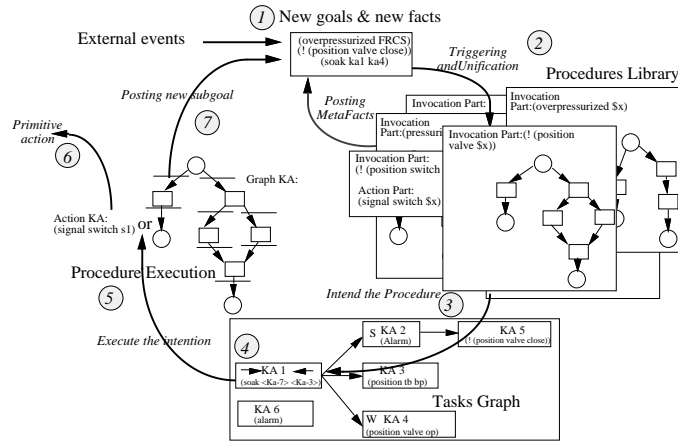 1 New goals & new facts
External events
(overpressurized FRCS)
(! (position valve close))
(soak ka1 ka4)
Triggering
andUnification
2
Procedures Library
Posting new subgoal
7
Posting
MetaFacts
Invocation Part:
Invocation
Part:(overpressurized $x)
Invocation
Part:(pressuri
Invocation Part:(! (position
valve $x))
Primitive
action
6
Graph KA:
Invocation Part:
(! (position switch
Action Part:
(signal switch $x)
Action KA:
(signal switch s1)
or
Procedure Execution
5
Intend the Procedure
3
Execute the intention
4
S KA 2
(Alarm)
KA 5
(! (position valve close))
KA 1
(soak <Ka-7> <Ka-3>)
KA 3
(position tb bp)
Tasks Graph
KA 6
(alarm)
W KA 4
(position valve op)